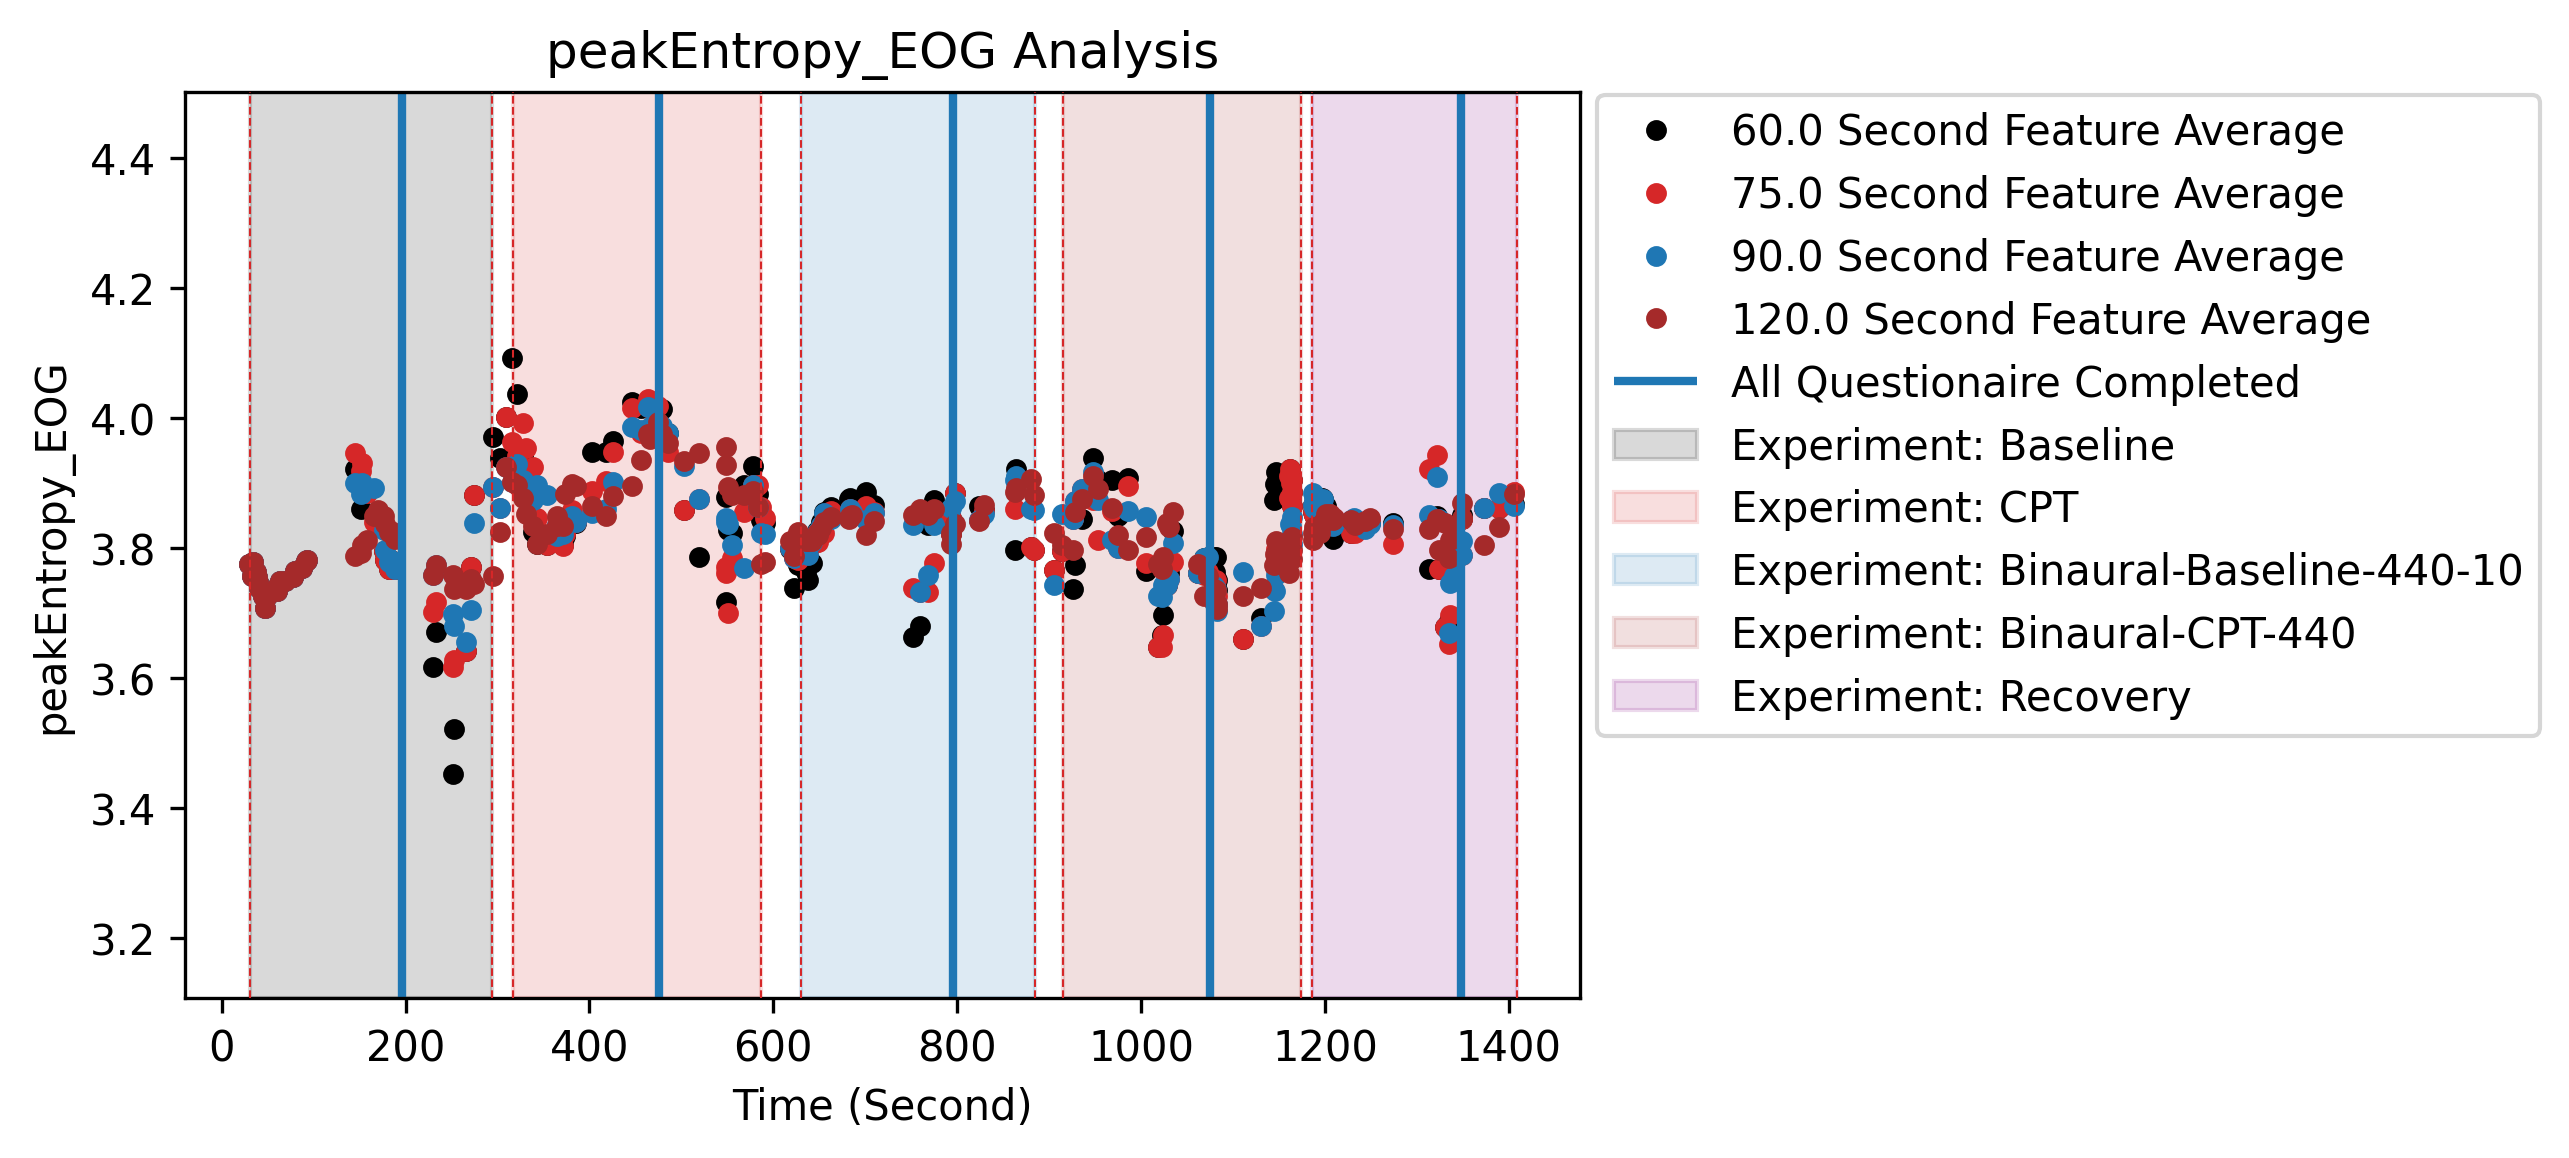 peakEntropy_EOG Analysis
peakEntropy_EOG
4.4
4.2
4.0
3.8
3.6
3.4
3.2
0 200 400 600 800 1000 1200 1400
Time (Second)
60.0 Second Feature Average
75.0 Second Feature Average
90.0 Second Feature Average
120.0 Second Feature Average
All Questionaire Completed
Experiment: Baseline
Experiment: CPT
Experiment: Binaural-Baseline-440-10
Experiment: Binaural-CPT-440
Experiment: Recovery